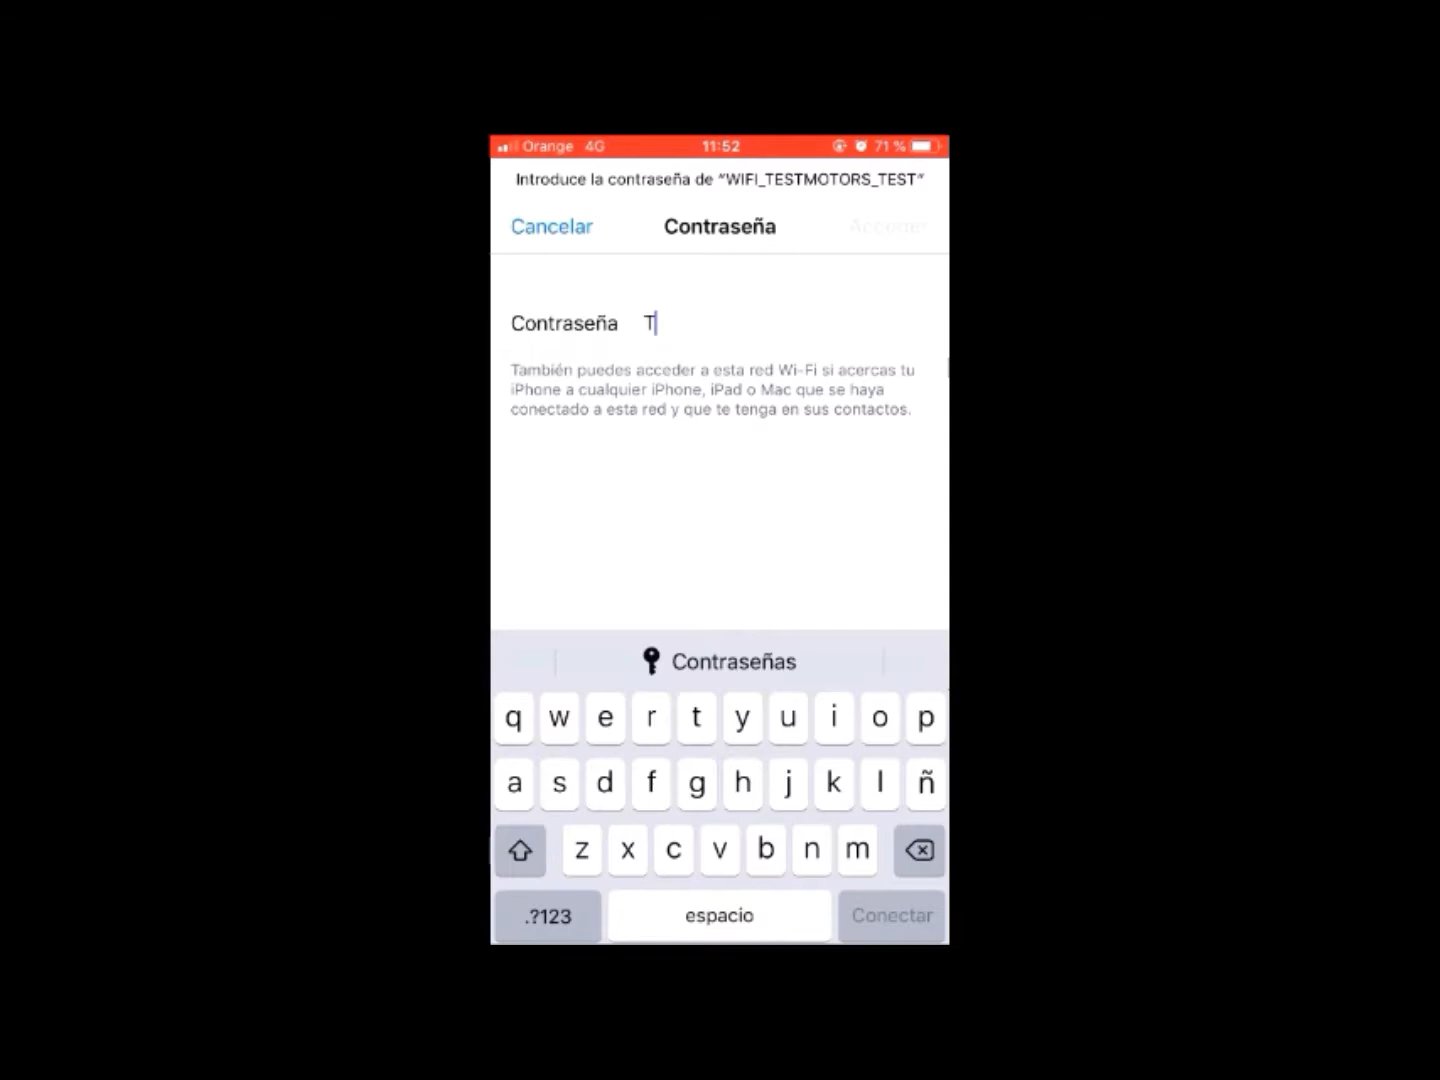 Orange 4G 11:52 71 %
Introduce la contraseña de “WIFI_TESTMOTORS_TEST”
Cancelar Contraseña Acceder
Contraseña T
También puedes acceder a esta red Wi-Fi si acercas tu
iPhone a cualquier iPhone, iPad o Mac que se haya
conectado a esta red y que te tenga en sus contactos.
Contraseñas
q w e r t y u i o p
a s d f g h j k l ñ
z x c v b n m
.?123 espacio Conectar